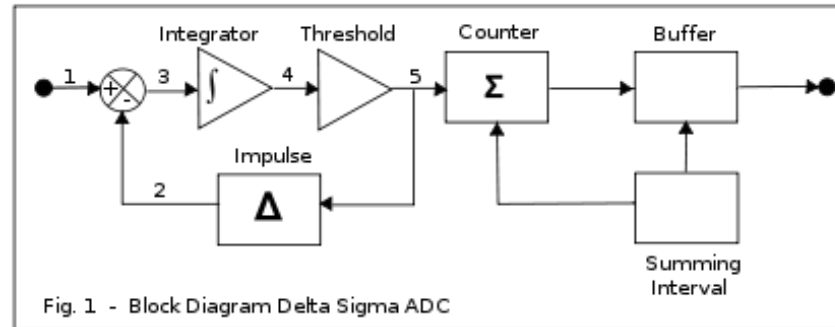 Integrator
Threshold
Counter
Buffer
1
+
-
3
∫
4
5
Σ
Impulse
2
Δ
Summing
Interval
Fig. 1 - Block Diagram Delta Sigma ADC